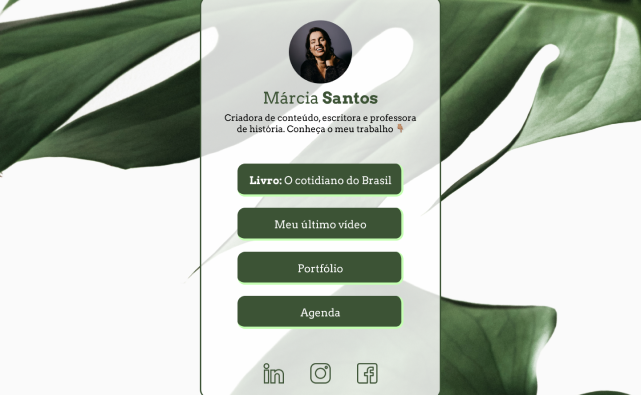 Márcia Santos
Criadora de conteúdo, escritora e professora
de história. Conheça o meu trabalho 👇🏽
Livro: O cotidiano do Brasil
Meu último vídeo
Portfólio
Agenda